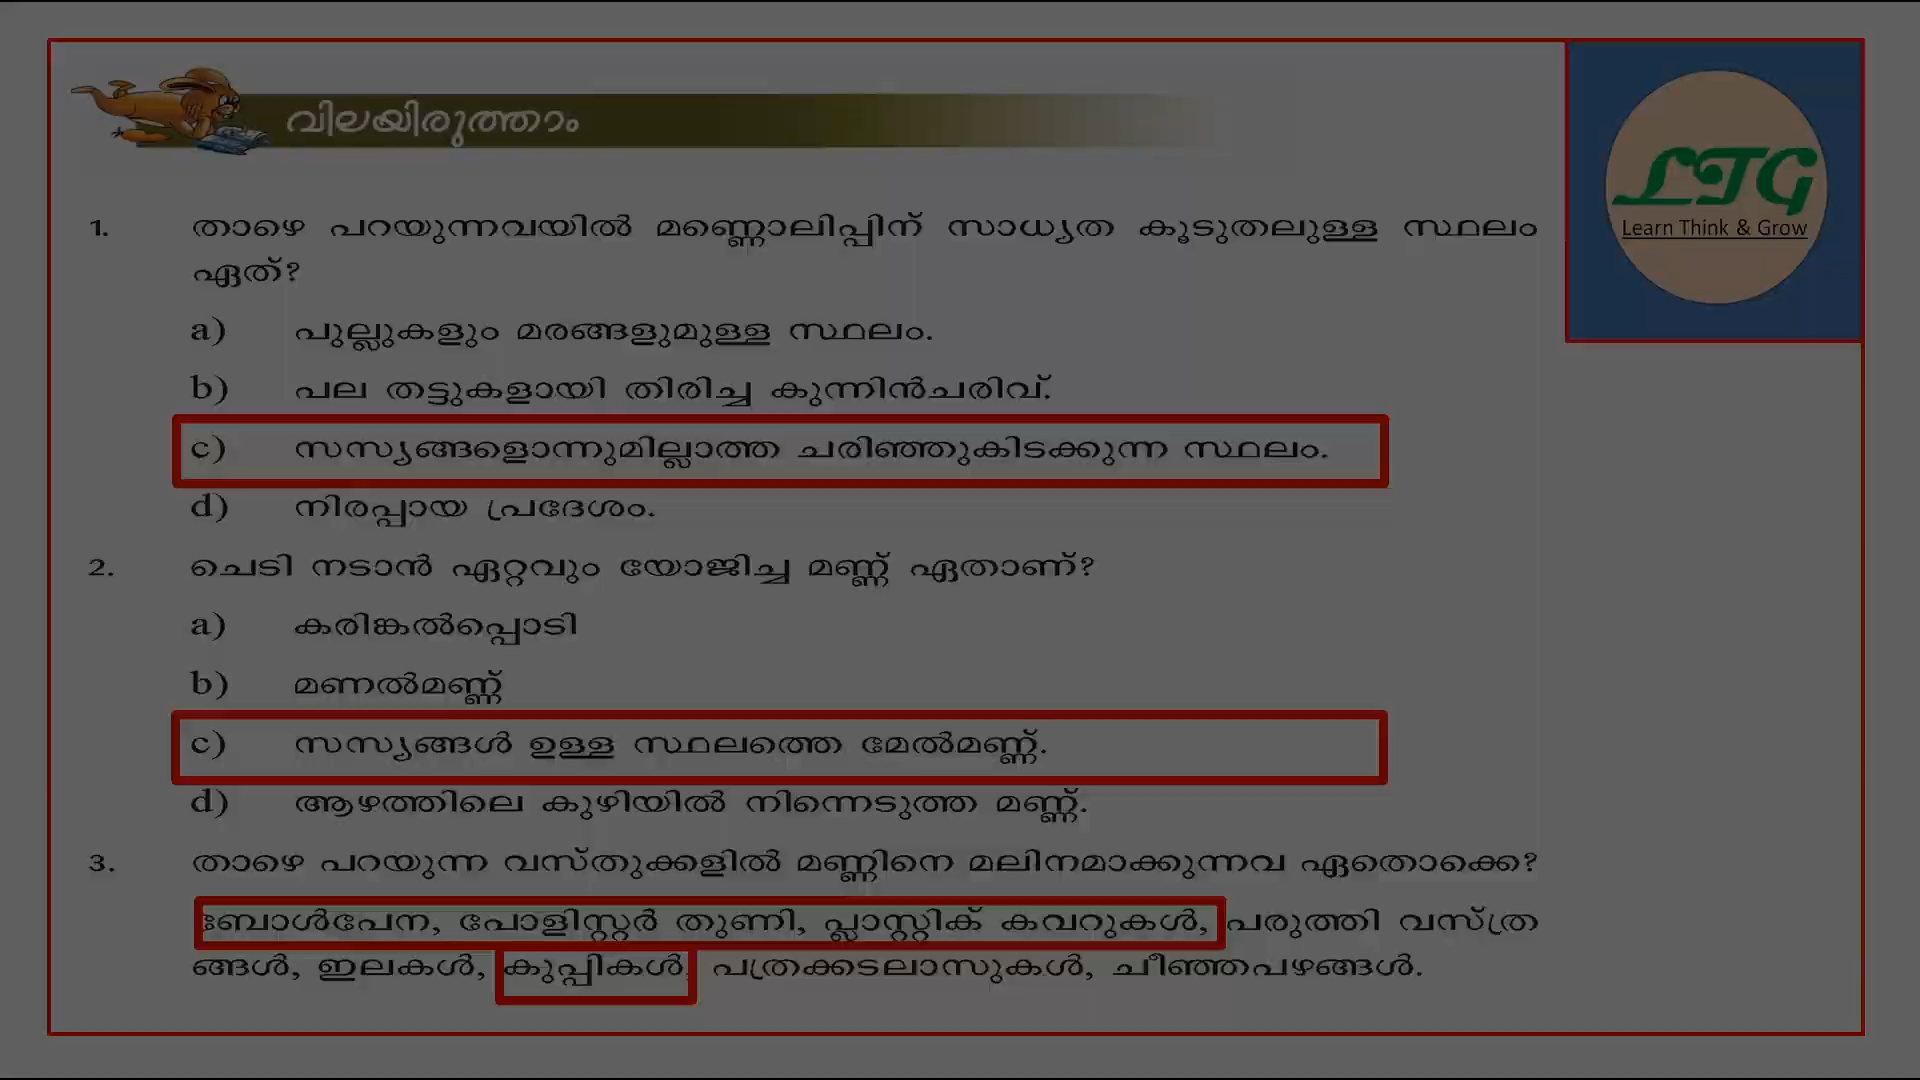 വിലയിരുത്താം
LTG
Learn Think & Grow
1. താഴെ പറയുന്നവയിൽ മണ്ണൊലിപ്പിന് സാധ്യത കൂടുതലുള്ള സ്ഥലം
ഏത്?
a) പുല്ലുകളും മരങ്ങളുമുള്ള സ്ഥലം.
b) പല തട്ടുകളായി തിരിച്ച കുന്നിൻചരിവ്.
c) സസ്യങ്ങളൊന്നുമില്ലാത്ത ചരിഞ്ഞുകിടക്കുന്ന സ്ഥലം.
d) നിരപ്പായ പ്രദേശം.
2. ചെടി നടാൻ ഏറ്റവും യോജിച്ച മണ്ണ് ഏതാണ്?
a) കരിങ്കൽപ്പൊടി
b) മണൽമണ്ണ്
c) സസ്യങ്ങൾ ഉള്ള സ്ഥലത്തെ മേൽമണ്ണ്.
d) ആഴത്തിലെ കുഴിയിൽ നിന്നെടുത്ത മണ്ണ്.
3. താഴെ പറയുന്ന വസ്തുക്കളിൽ മണ്ണിനെ മലിനമാക്കുന്നവ ഏതൊക്കെ?
ബോൾപേന, പോളിസ്റ്റർ തുണി, പ്ലാസ്റ്റിക് കവറുകൾ, പരുത്തി വസ്ത്ര
ങ്ങൾ, ഇലകൾ, കുപ്പികൾ, പത്രക്കടലാസുകൾ, ചീഞ്ഞപഴങ്ങൾ.